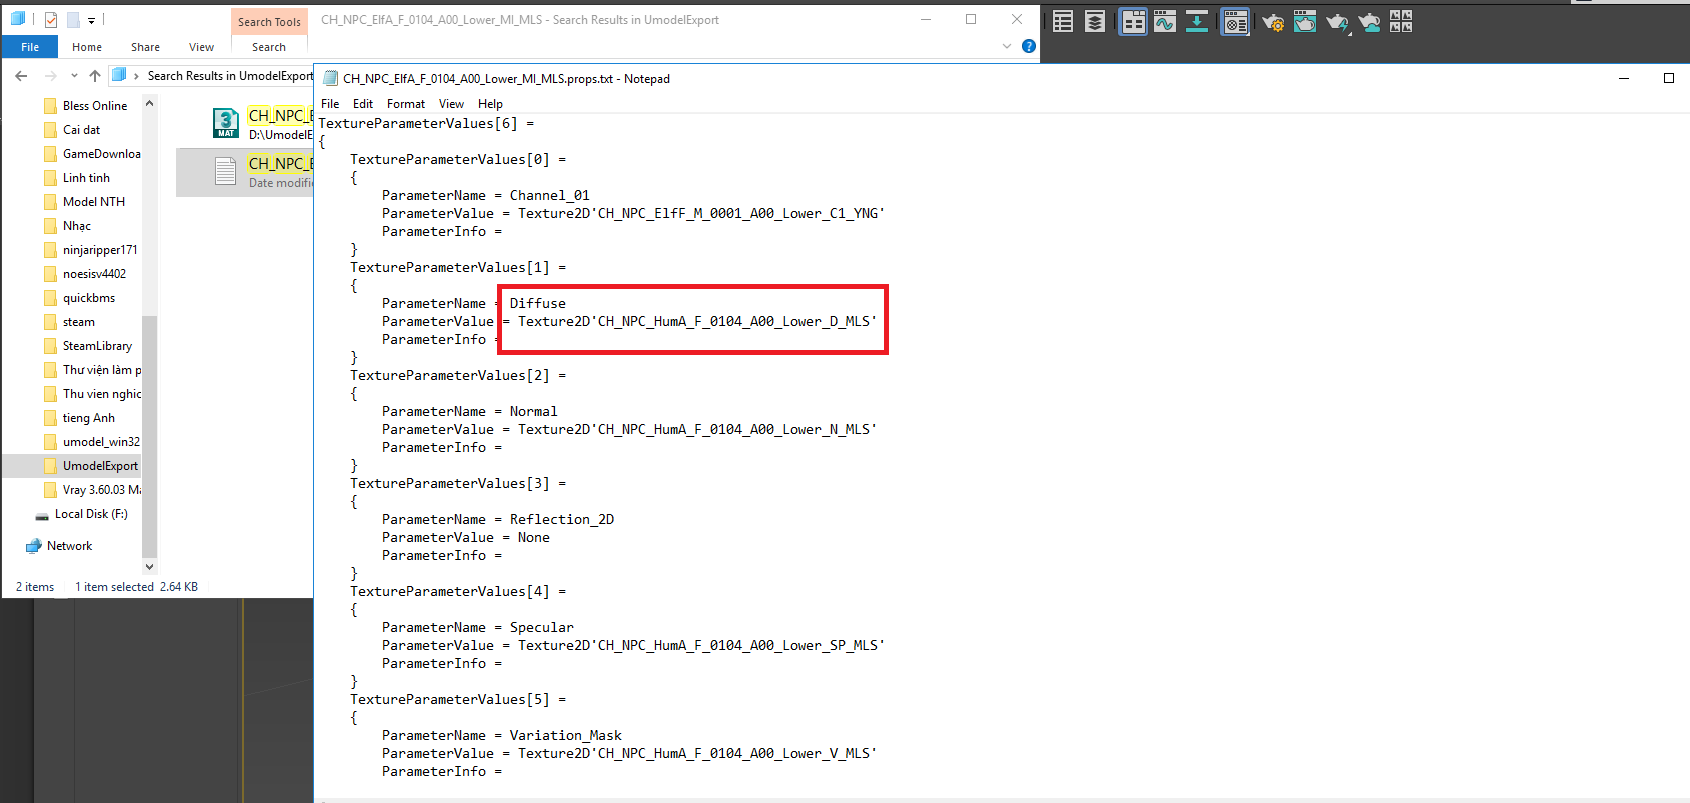 Search Tools
CH_NPC_ElfA_F_0104_A00_Lower_MI_MLS - Search Results in UmodelExport
File
Home
Share
View
Search
Search Results in UmodelExport
Bless Online
Cai dat
GameDownloa
Linh tinh
Model NTH
Nhạc
ninjaripper171
noesisv4402
quickbms
steam
SteamLibrary
Thư viện làm p
Thu vien nghic
tieng Anh
umodel_win32
UmodelExport
Vray 3.60.03 Ma
Local Disk (F:)
Network
3
MAT
CH_NPC_E
D:\UmodelE
CH_NPC_E
Date modifie
2 items
1 item selected 2.64 KB
CH_NPC_ElfA_F_0104_A00_Lower_MI_MLS.props.txt - Notepad
File Edit Format View Help
TextureParameterValues[6] =
{
TextureParameterValues[0] =
{
ParameterName = Channel_01
ParameterValue = Texture2D'CH_NPC_ElfF_M_0001_A00_Lower_C1_YNG'
ParameterInfo =
}
TextureParameterValues[1] =
{
ParameterName = Diffuse
ParameterValue = Texture2D'CH_NPC_HumA_F_0104_A00_Lower_D_MLS'
ParameterInfo =
}
TextureParameterValues[2] =
{
ParameterName = Normal
ParameterValue = Texture2D'CH_NPC_HumA_F_0104_A00_Lower_N_MLS'
ParameterInfo =
}
TextureParameterValues[3] =
{
ParameterName = Reflection_2D
ParameterValue = None
ParameterInfo =
}
TextureParameterValues[4] =
{
ParameterName = Specular
ParameterValue = Texture2D'CH_NPC_HumA_F_0104_A00_Lower_SP_MLS'
ParameterInfo =
}
TextureParameterValues[5] =
{
ParameterName = Variation_Mask
ParameterValue = Texture2D'CH_NPC_HumA_F_0104_A00_Lower_V_MLS'
ParameterInfo =